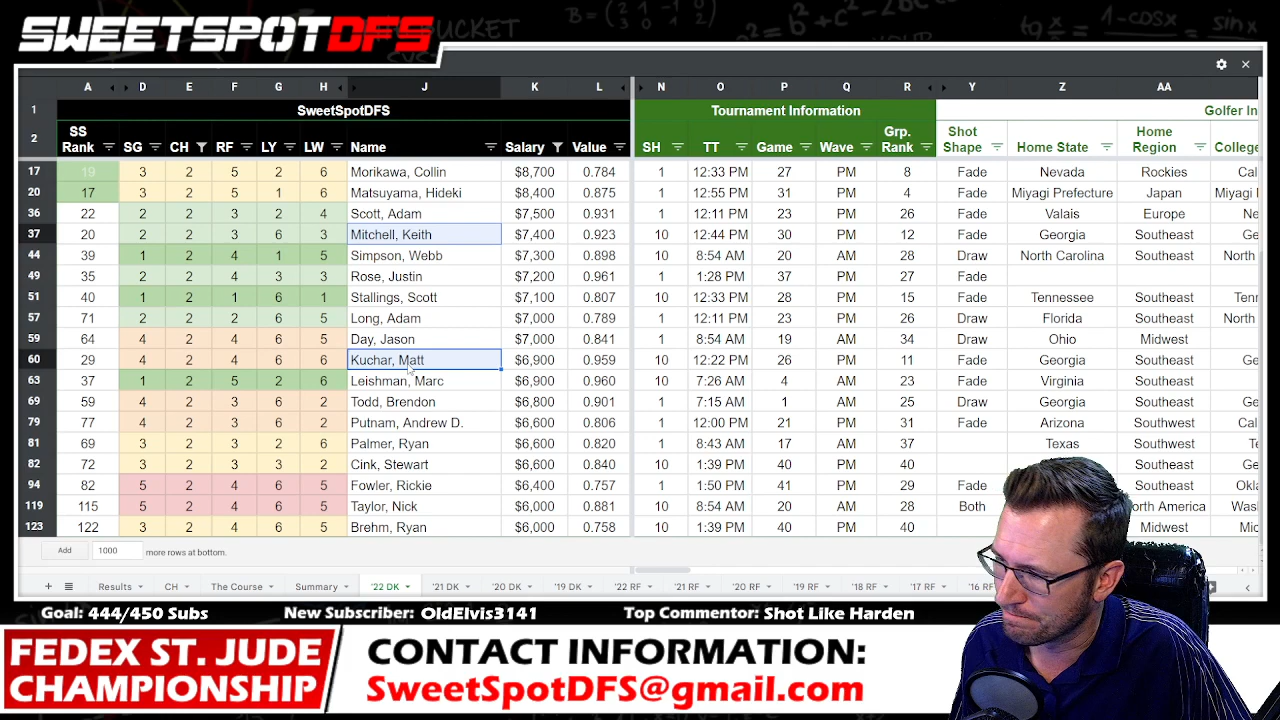 SWEETSPOTDFS
BUCKET
A D E F G H J K L N O P Q R Y Z AA
1 SweetSpotDFS Tournament Information Golfer In
2 SS Rank SG CH RF LY LW Name Salary Value SH TT Game Wave Grp. Rank Shot Shape Home State Home Region College
17 19 3 2 5 2 6 Morikawa, Collin $8,700 0.784 1 12:33 PM 27 PM 8 Fade Nevada Rockies Cal
20 17 3 2 5 1 6 Matsuyama, Hideki $8,400 0.875 1 12:55 PM 31 PM 4 Fade Miyagi Prefecture Japan Miyagi
36 22 2 2 3 2 4 Scott, Adam $7,500 0.931 1 12:11 PM 23 PM 26 Fade Valais Europe Ne
37 20 2 2 3 6 3 Mitchell, Keith $7,400 0.923 10 12:44 PM 30 PM 12 Fade Georgia Southeast Ge
44 39 1 2 4 1 5 Simpson, Webb $7,300 0.898 10 8:54 AM 20 AM 28 Draw North Carolina Southeast North
49 35 2 2 4 3 3 Rose, Justin $7,200 0.961 1 1:28 PM 37 PM Fade Southeast
51 40 1 2 1 6 1 Stallings, Scott $7,100 0.807 10 12:33 PM 28 PM 15 Fade Tennessee Southeast Tenn
57 71 2 2 2 6 5 Long, Adam $7,000 0.789 1 12:11 PM 23 PM 26 Draw Florida Southeast
59 64 4 2 4 6 5 Day, Jason $7,000 0.841 1 8:54 AM 19 AM 34 Draw Ohio Midwest
60 29 4 2 4 6 6 Kuchar, Matt $6,900 0.959 10 12:22 PM 26 PM 11 Fade Georgia Southeast Ge
63 37 1 2 5 2 6 Leishman, Marc $6,900 0.960 10 7:26 AM 4 AM 23 Fade Virginia Southeast
69 59 4 2 3 6 2 Todd, Brendon $6,800 0.901 10 7:15 AM 1 AM 25 Draw Georgia Southeast
79 77 4 2 4 6 2 Putnam, Andrew D. $6,600 0.806 1 12:00 PM 21 PM 31 Fade Arizona Southwest Cal
81 69 3 2 3 2 6 Palmer, Ryan $6,600 0.820 1 8:43 AM 17 AM 37 Texas Southwest Te
82 72 3 2 3 3 2 Cink, Stewart $6,600 0.840 10 1:39 PM 40 PM 40 Southeast
94 82 5 2 4 6 5 Fowler, Rickie $6,400 0.757 1 1:50 PM 41 PM 29 Fade Southeast Okla
119 115 5 2 4 6 5 Taylor, Nick $6,000 0.881 10 8:54 AM 20 AM 28 Both orth America Wash
123 122 3 2 4 6 6 Brehm, Ryan $6,000 0.758 1 1:39 PM 40 PM 40 Midwest Mic
Add 1000 more rows at bottom.
+ Results CH The Course Summary '22 DK '21 DK '20 DK '19 DK '22 RF '21 RF '20 RF '19 RF '18 RF '17 RF '16
Goal: 444/450 Subs New Subscriber: OldElvis3141 Top Commentor: Shot Like Harden
FEDEX ST. JUDE
CHAMPIONSHIP
CONTACT INFORMATION:
SweetSpotDFS@gmail.com